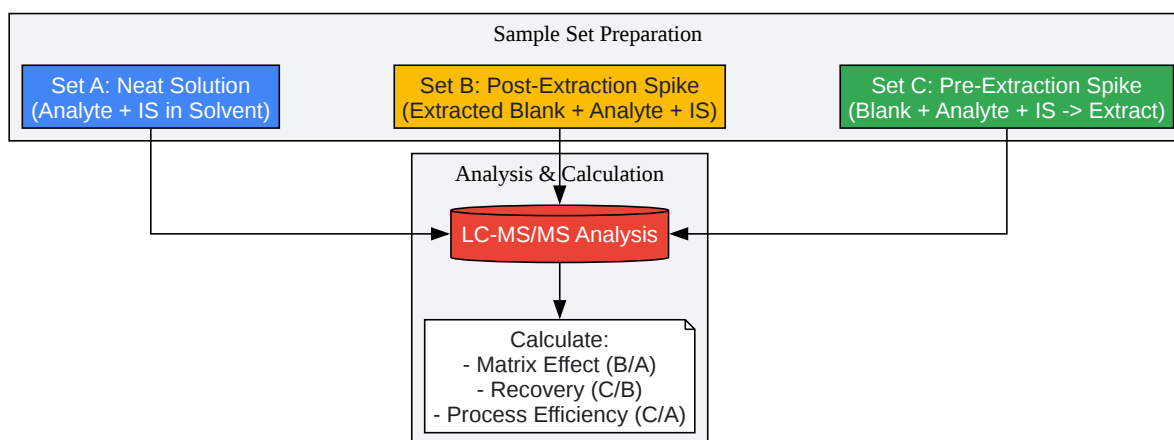 Sample Set Preparation
Set A: Neat Solution
(Analyte + IS in Solvent)
Set B: Post-Extraction Spike
(Extracted Blank + Analyte + IS)
Set C: Pre-Extraction Spike
(Blank + Analyte + IS -> Extract)
Analysis & Calculation
LC-MS/MS Analysis
Calculate:
- Matrix Effect (B/A)
- Recovery (C/B)
- Process Efficiency (C/A)